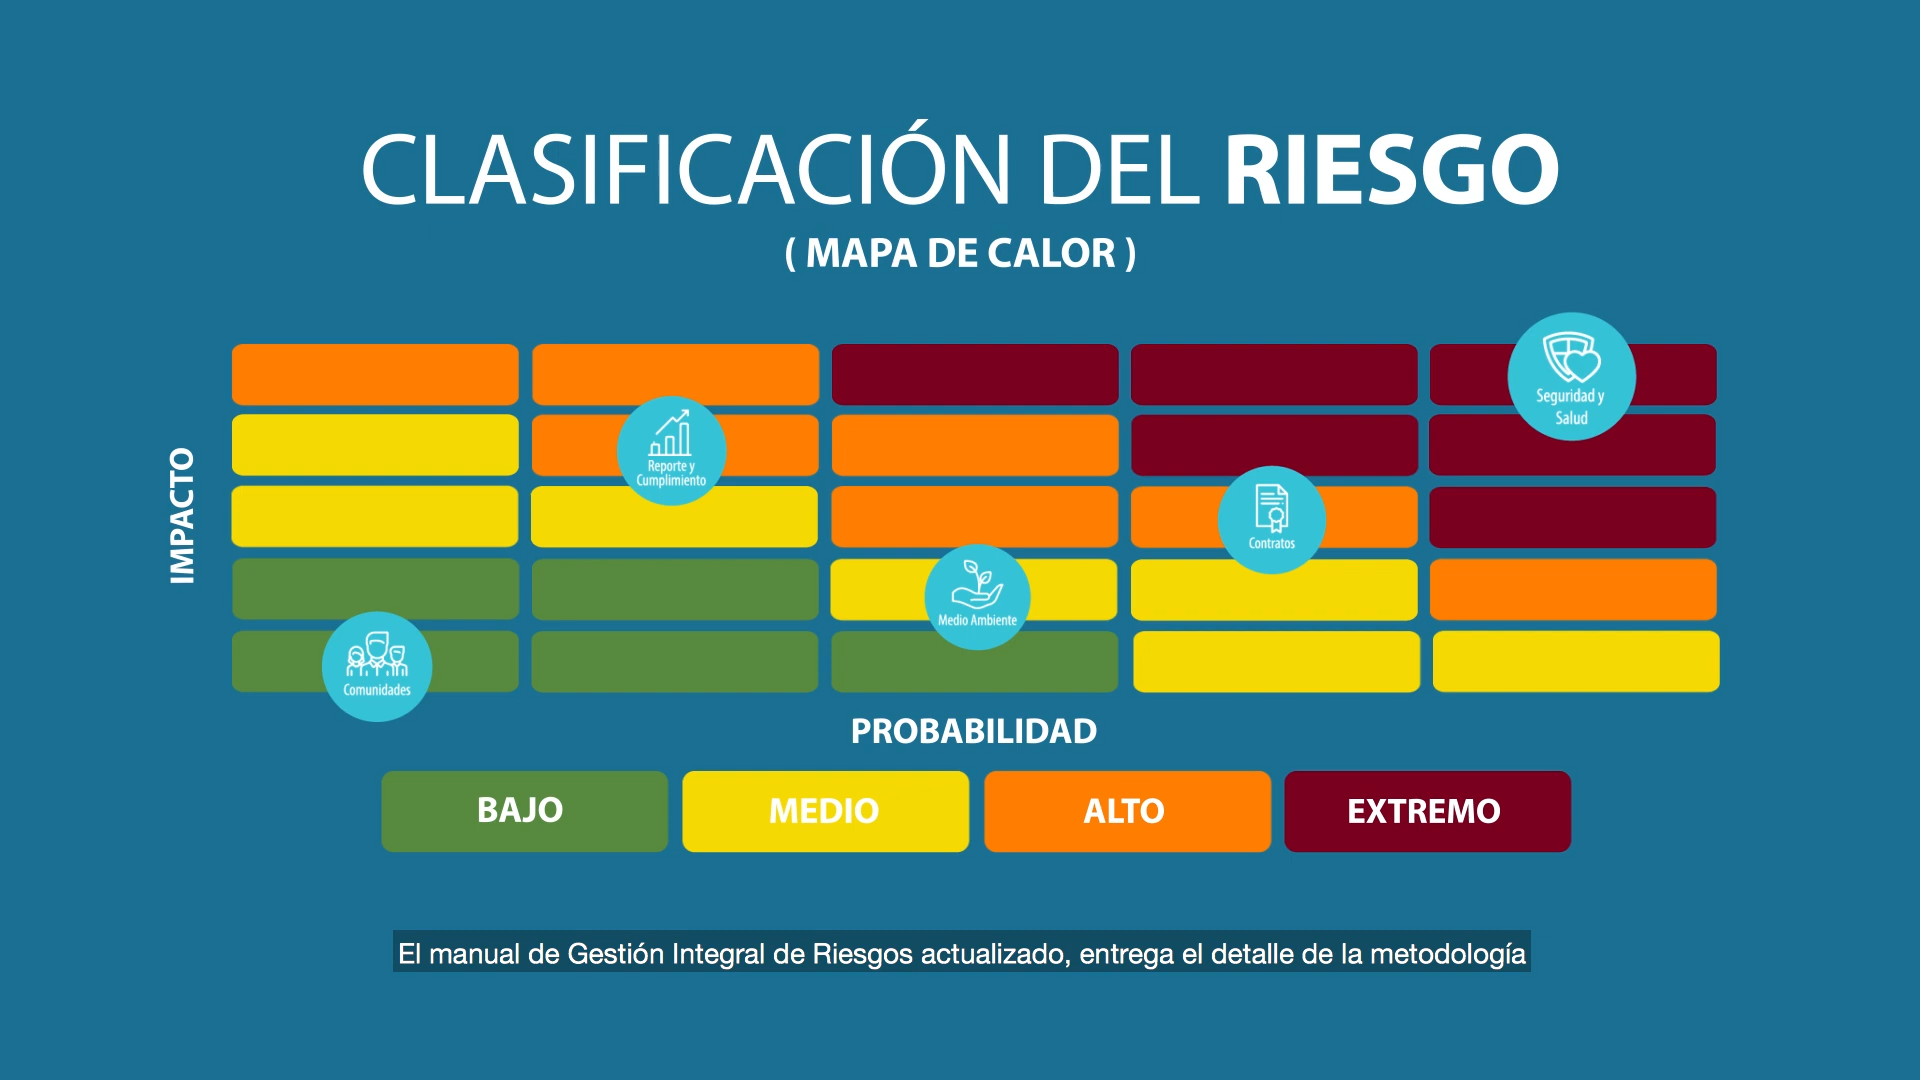 CLASIFICACIÓN DEL RIESGO
( MAPA DE CALOR )
Seguridad y
Salud
Reporte y
Cumplimiento
IMPACTO
Contratos
Medio Ambiente
Comunidades
PROBABILIDAD
BAJO
MEDIO
ALTO
EXTREMO
El manual de Gestión Integral de Riesgos actualizado, entrega el detalle de la metodología